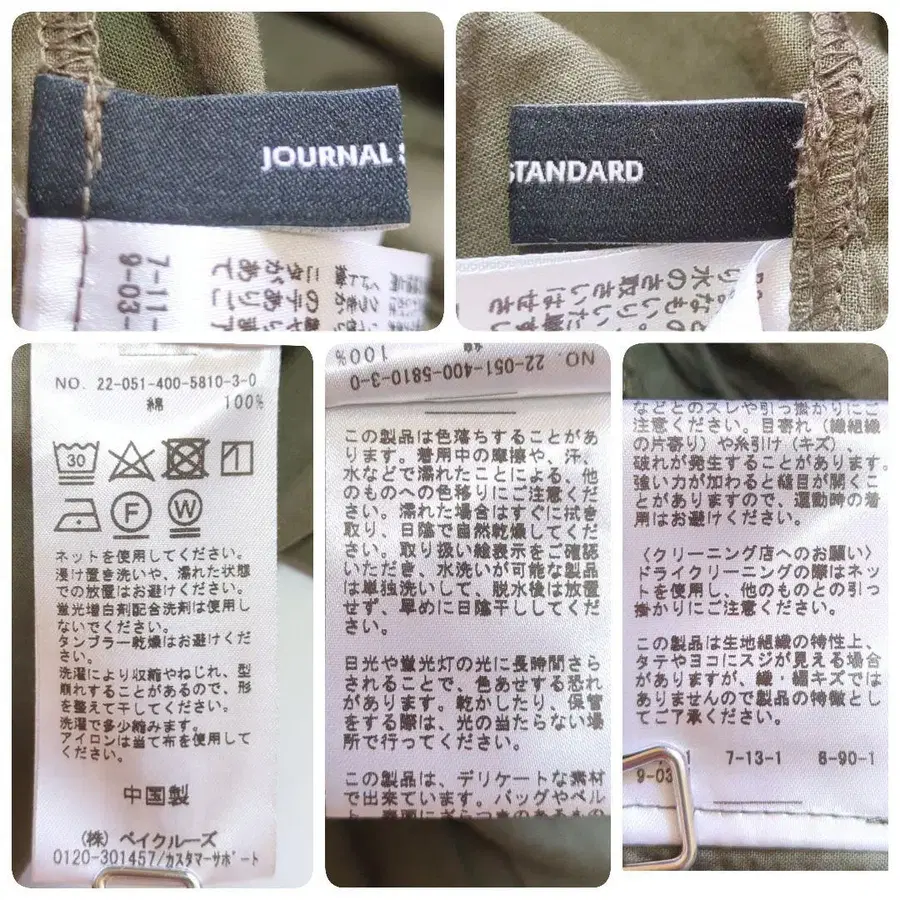 JOURNAL S
STANDARD
7-11-
9-03-
NO. 22-051-400-5810-3-0
綿 100%
30
F
W
ネットを使用してください。
浸け置き洗いや、濡れた状態
での放置はお避けください。
蛍光増白剤配合洗剤は使用し
ないでください。
タンブラー乾燥はお避けくだ
さい。
洗濯により収縮やねじれ、型
崩れすることがあるので、形
を整えて干してください。
洗濯で多少縮みます。
アイロンは当て布を使用して
ください。
中国製
(株) ベイクルーズ
0120-301457/カスタマーサポート
NO. 22-051-400-5810-3-0
綿 100%
この製品は色落ちすることがあ
ります。着用中の摩擦や、汗、
水などで濡れたことによる、他
のものへの色移りにご注意くだ
さい。濡れた場合はすぐに拭き
取り、日陰で自然乾燥してくだ
さい。取り扱い絵表示をご確認
いただき、水洗いが可能な製品
は単独洗いして、脱水後は放置
せず、早めに日陰干ししてくだ
さい。
日光や蛍光灯の光に長時間さら
されることで、色あせする恐れ
があります。乾かしたり、保管
をする際は、光の当たらない場
所で行ってください。
この製品は、デリケートな素材
で出来ています。バッグやベル
などとのスレや引っ掛かりにご
注意ください。目寄れ(繊組織
の片寄り)や糸引け(キズ)、
破れが発生することがあります。
強い力が加わると縫目が開くこ
とがありますので、運動時の着
用はお避けください。
〈クリーニング店へのお願い〉
ドライクリーニングの際はネッ
トを使用し、他のものとの引っ
掛かりにご注意ください。
この製品は生地組織の特性上、
タテやヨコにスジが見える場合
がありますが、織・編キズでは
ありませんので製品の特徴とし
てご了承ください。
7-13-1 8-90-1
9-03